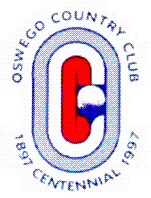 OSWEGO COUNTRY CLUB
1897 CENTENNIAL 1997